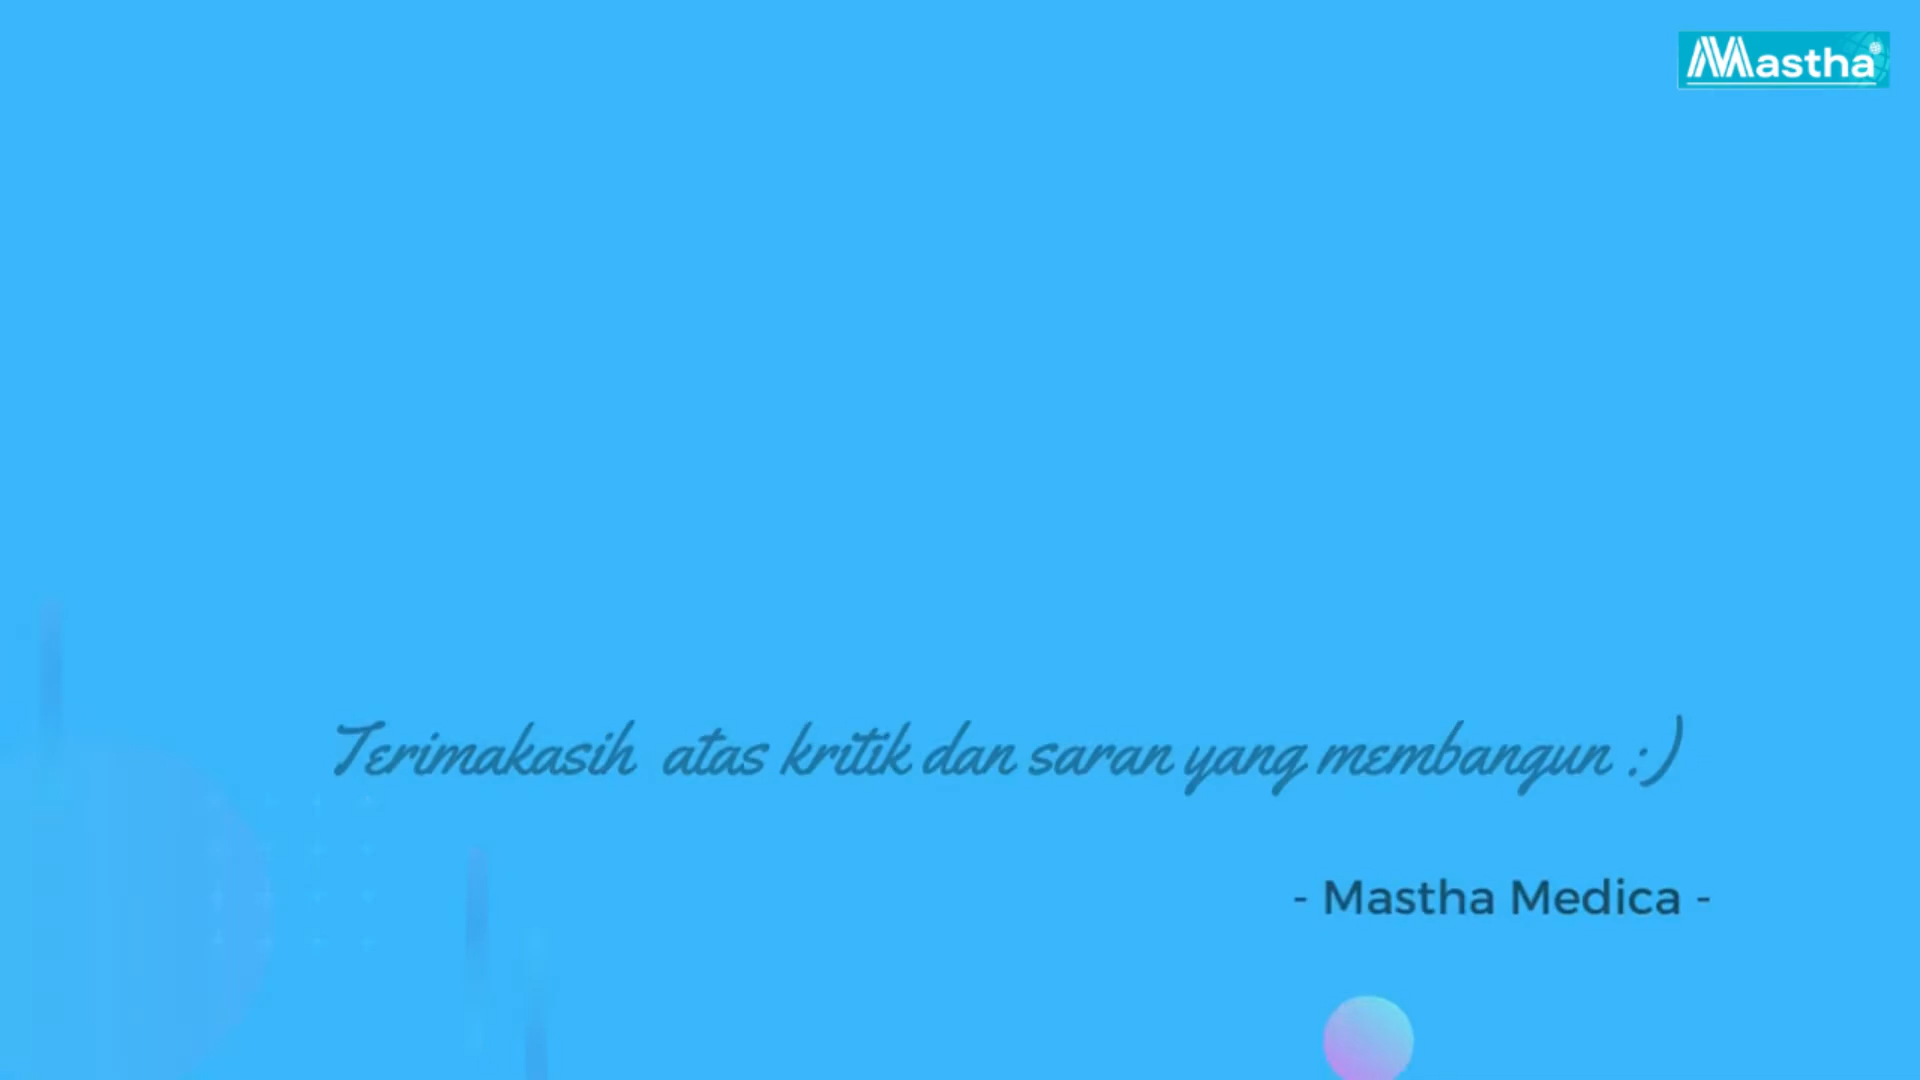 Mastha
Terimakasih atas kritik dan saran yang membangun :)
- Mastha Medica -